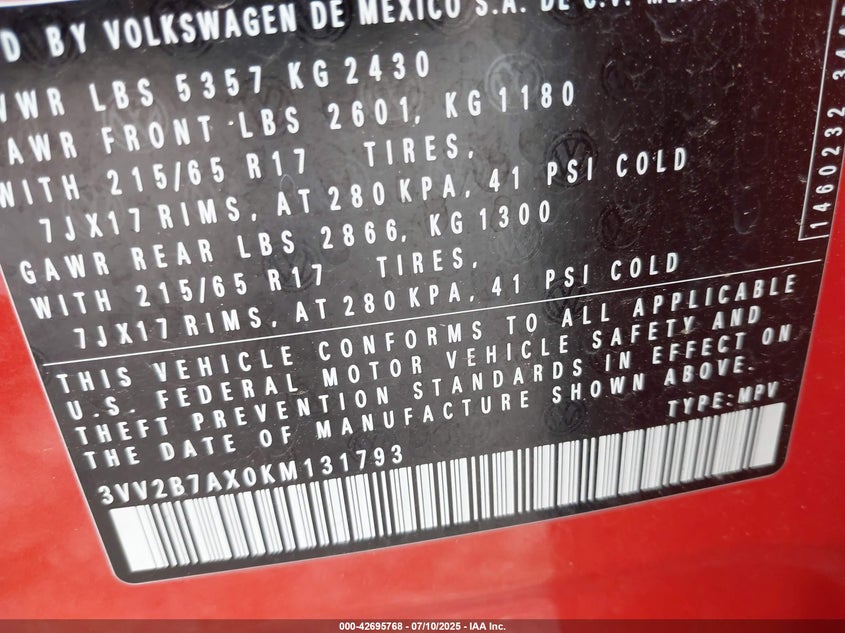 D BY VOLKSWAGEN DE MEXICO S.A. DE C.V.
VWR LBS 5357 KG 2430
AWR FRONT LBS 2601, KG 1180
WITH 215/65 R17 TIRES,
7JX17 RIMS, AT 280 KPA, 41 PSI COLD
GAWR REAR LBS 2866, KG 1300
WITH 215/65 R17 TIRES,
7JX17 RIMS, AT 280 KPA, 41 PSI COLD
THIS VEHICLE CONFORMS TO ALL APPLICABLE
U.S. FEDERAL MOTOR VEHICLE SAFETY AND
THEFT PREVENTION STANDARDS IN EFFECT ON
THE DATE OF MANUFACTURE SHOWN ABOVE.
TYPE: MPV
3VV2B7AX0KM131793
1460232
000-42695768 - 07/10/2025 - IAA Inc.